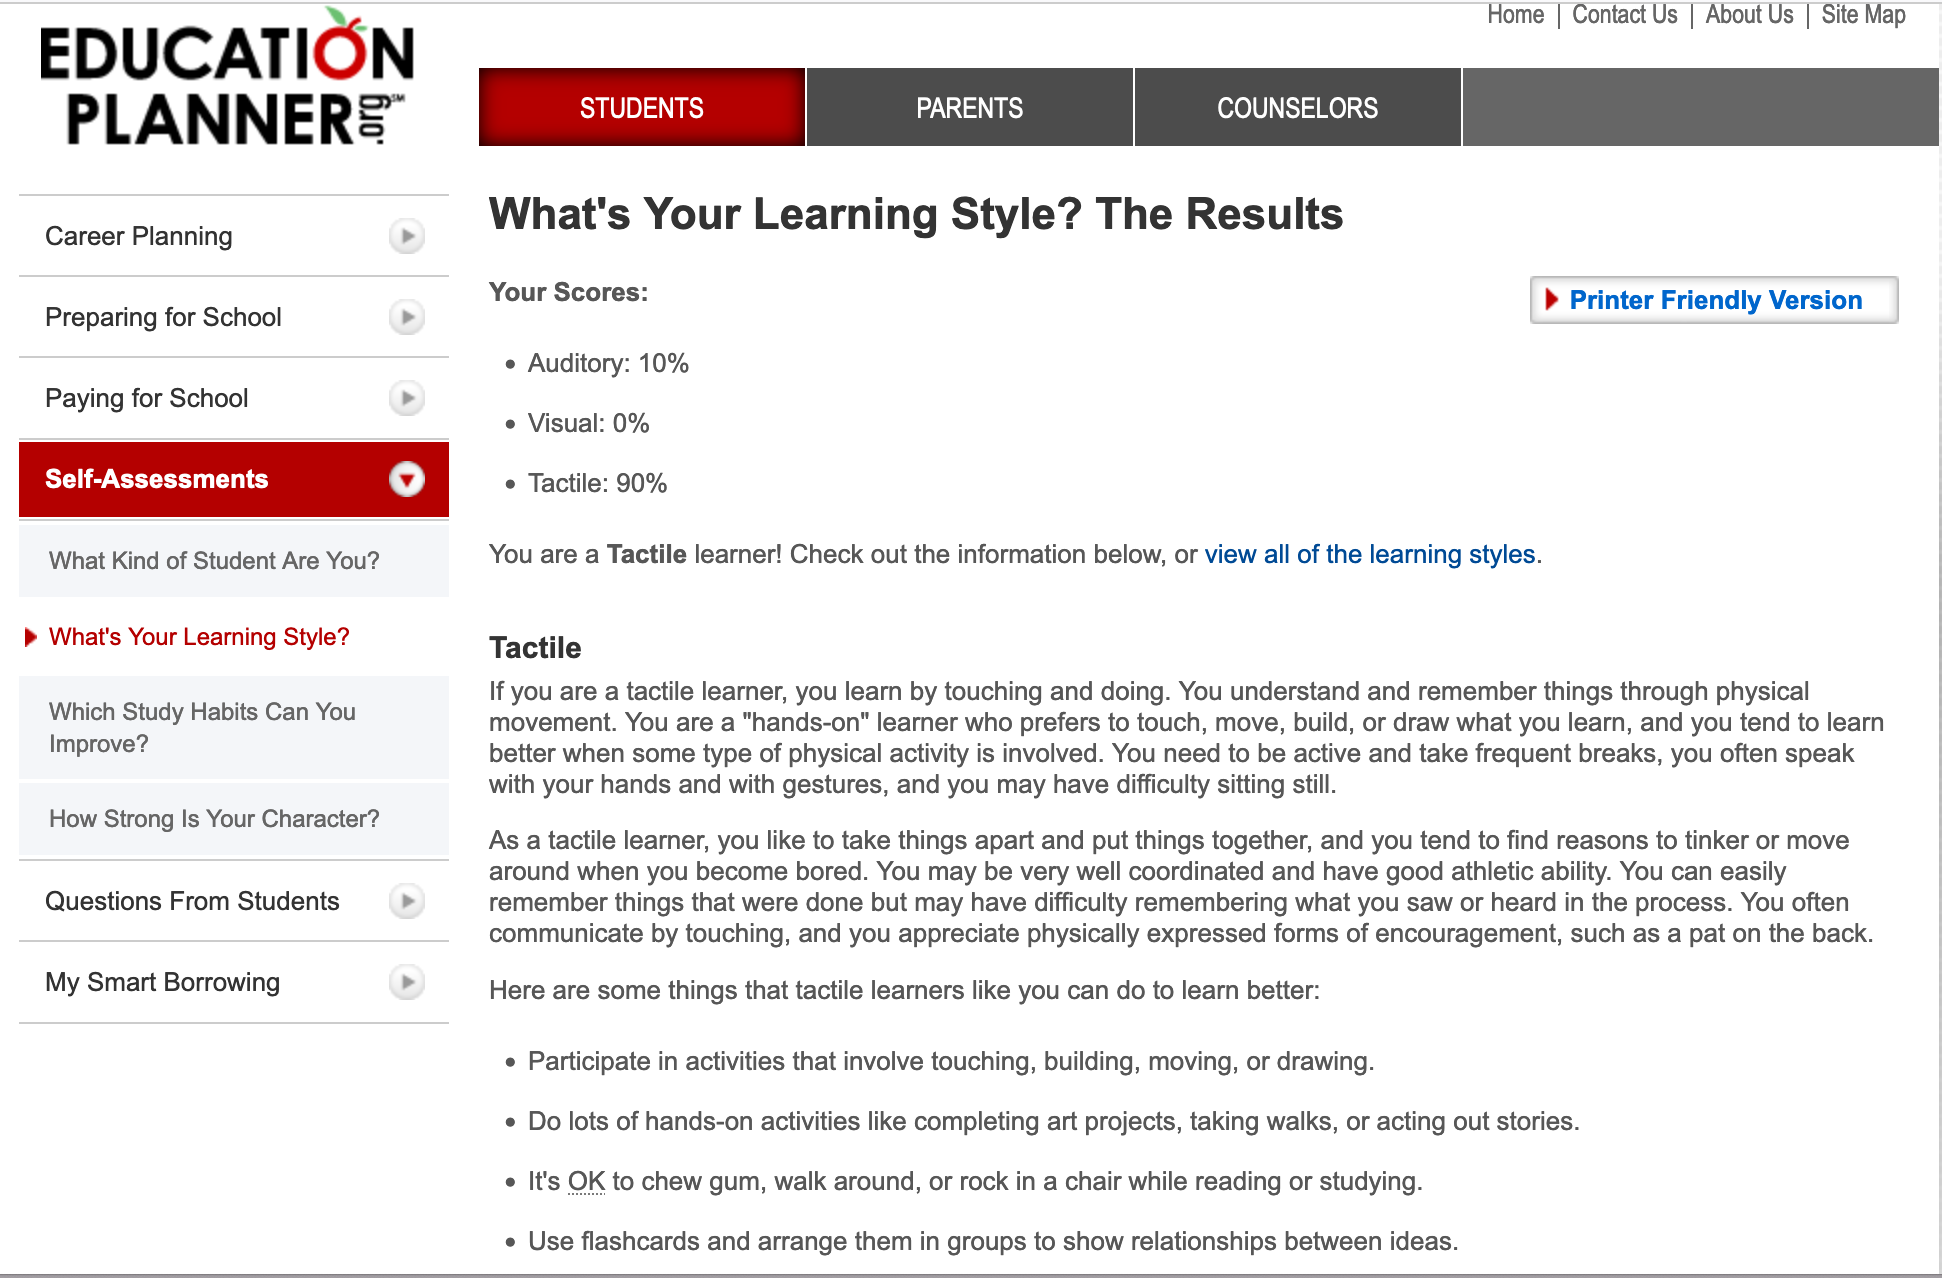 Home | Contact Us | About Us | Site Map
EDUCATION
PLANNER.org℠
STUDENTS
PARENTS
COUNSELORS
Career Planning
Preparing for School
Paying for School
Self-Assessments
What Kind of Student Are You?
What's Your Learning Style?
Which Study Habits Can You
Improve?
How Strong Is Your Character?
Questions From Students
My Smart Borrowing
What's Your Learning Style? The Results
Your Scores:
Printer Friendly Version
• Auditory: 10%
• Visual: 0%
• Tactile: 90%
You are a Tactile learner! Check out the information below, or view all of the learning styles.
Tactile
If you are a tactile learner, you learn by touching and doing. You understand and remember things through physical
movement. You are a "hands-on" learner who prefers to touch, move, build, or draw what you learn, and you tend to learn
better when some type of physical activity is involved. You need to be active and take frequent breaks, you often speak
with your hands and with gestures, and you may have difficulty sitting still.
As a tactile learner, you like to take things apart and put things together, and you tend to find reasons to tinker or move
around when you become bored. You may be very well coordinated and have good athletic ability. You can easily
remember things that were done but may have difficulty remembering what you saw or heard in the process. You often
communicate by touching, and you appreciate physically expressed forms of encouragement, such as a pat on the back.
Here are some things that tactile learners like you can do to learn better:
• Participate in activities that involve touching, building, moving, or drawing.
• Do lots of hands-on activities like completing art projects, taking walks, or acting out stories.
• It's OK to chew gum, walk around, or rock in a chair while reading or studying.
• Use flashcards and arrange them in groups to show relationships between ideas.